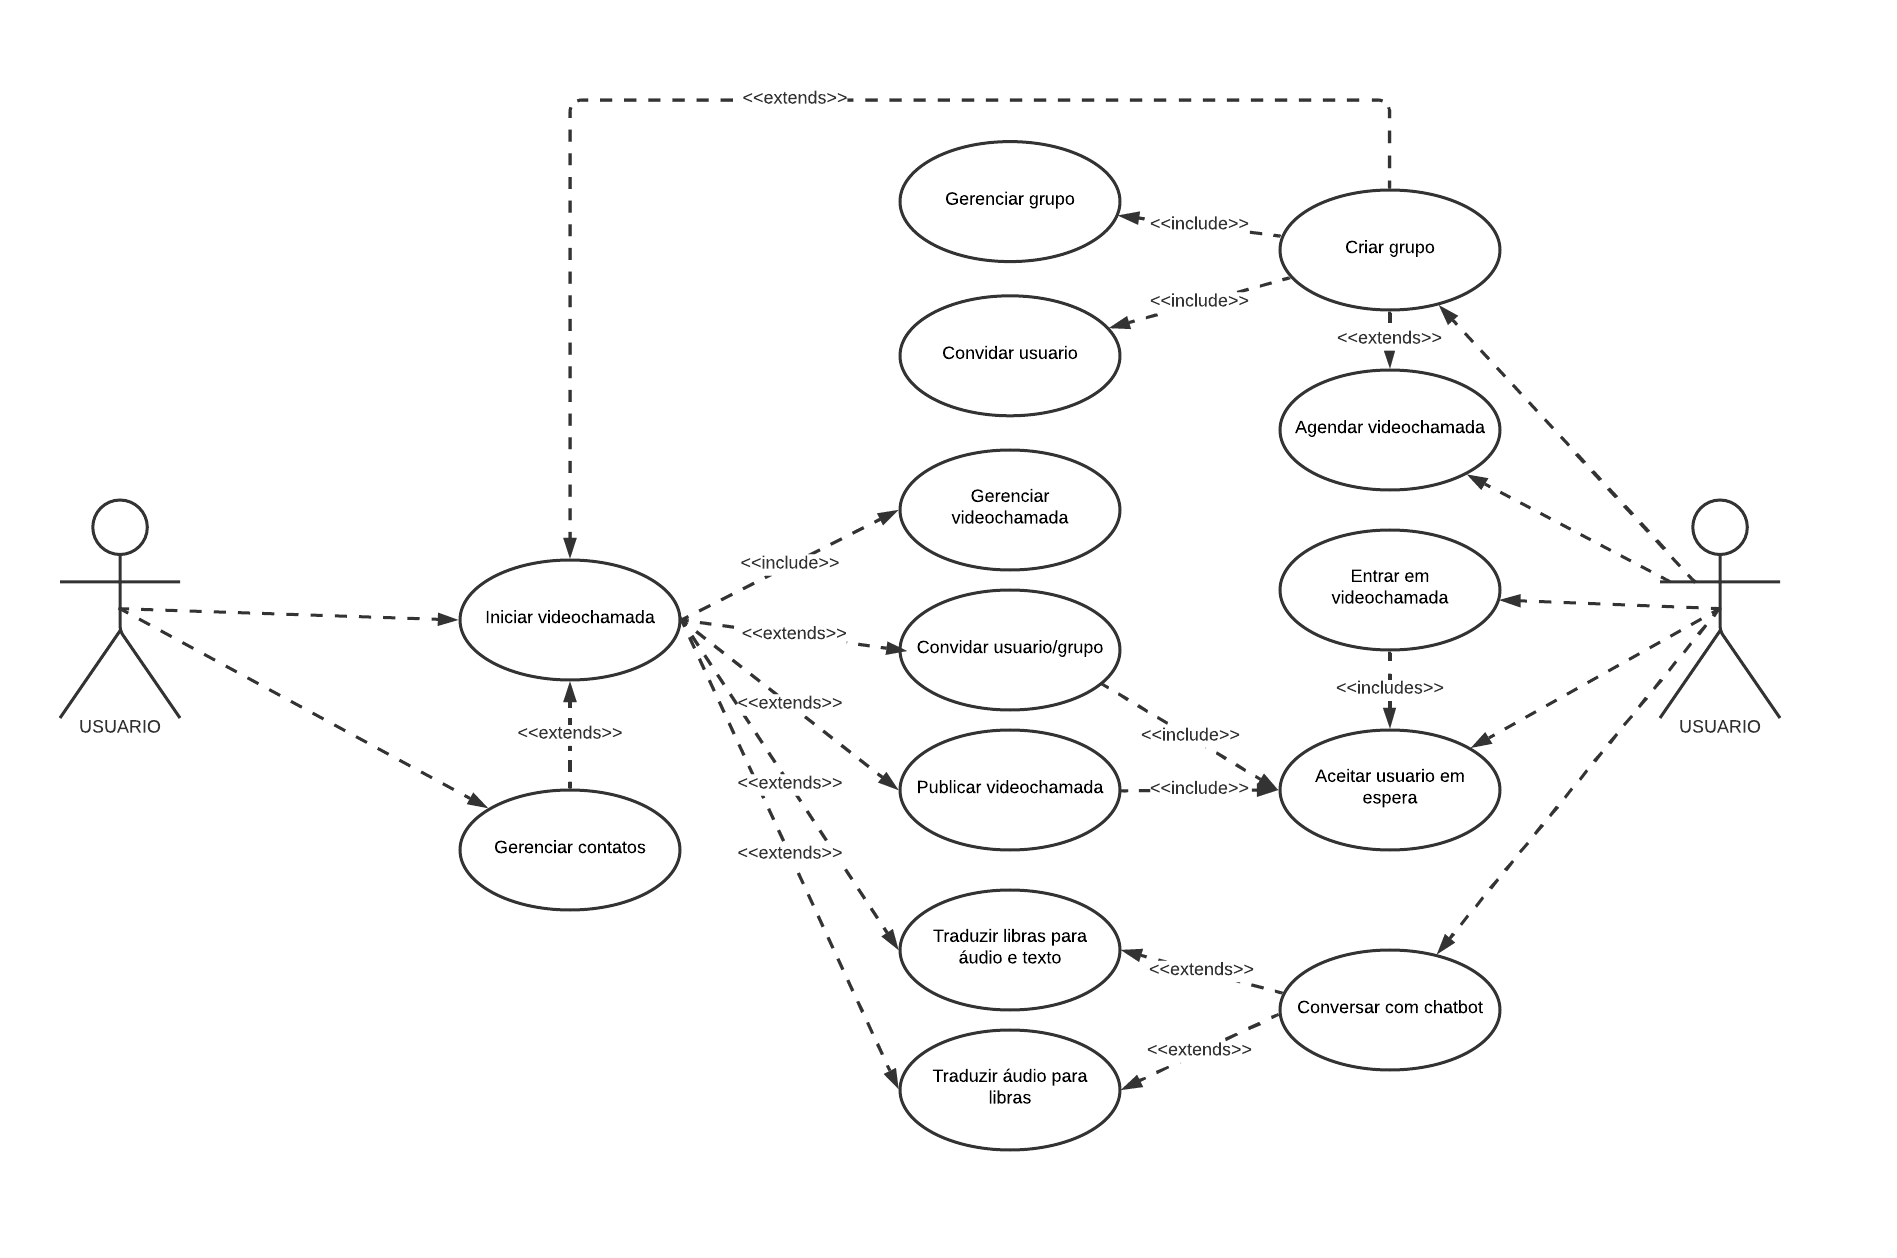 <<extends>>
Gerenciar grupo
<<include>>
Criar grupo
<<include>>
Convidar usuario
<<extends>>
Agendar videochamada
Gerenciar
videochamada
<<include>>
Entrar em
videochamada
Iniciar videochamada
<<extends>>
Convidar usuario/grupo
<<includes>>
<<extends>>
USUARIO
USUARIO
<<extends>>
<<include>>
<<extends>>
Publicar videochamada
<<include>>
Aceitar usuario em
espera
Gerenciar contatos
<<extends>>
Traduzir libras para
áudio e texto
<<extends>>
Conversar com chatbot
<<extends>>
Traduzir áudio para
libras